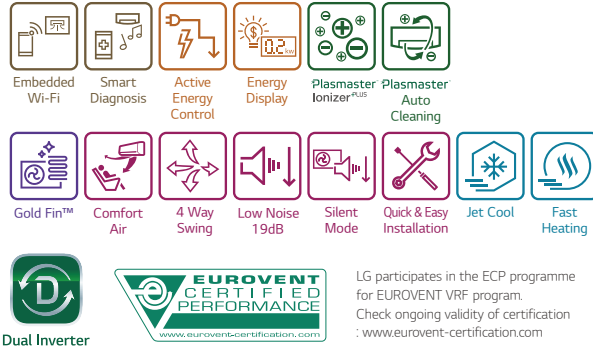 $
0.2 kw
Embedded
Wi-Fi
Smart
Diagnosis
Active
Energy
Control
Energy
Display
Plasmaster
Ionizer PLUS
Plasmaster
Auto
Cleaning
Gold Fin™
Comfort
Air
4 Way
Swing
Low Noise
19dB
Silent
Mode
Quick & Easy
Installation
Jet Cool
Fast
Heating
D
Dual Inverter
EUROVENT
CERTIFIED
PERFORMANCE
www.eurovent-certification.com
LG participates in the ECP programme
for EUROVENT VRF program.
Check ongoing validity of certification
: www.eurovent-certification.com